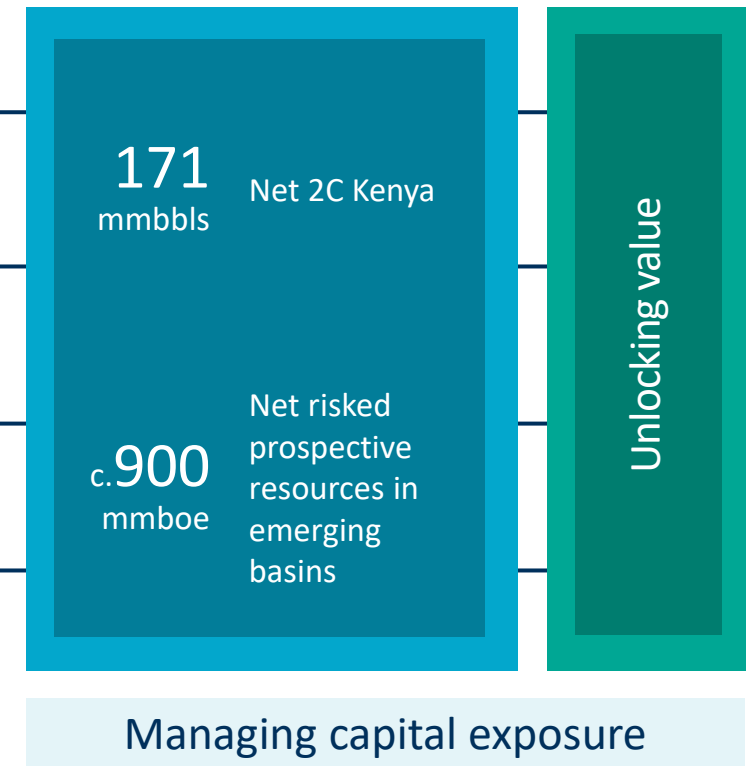 171
mmbbls
Net 2C Kenya
c.900
mmboe
Net risked
prospective
resources in
emerging
basins
Unlocking value
Managing capital exposure